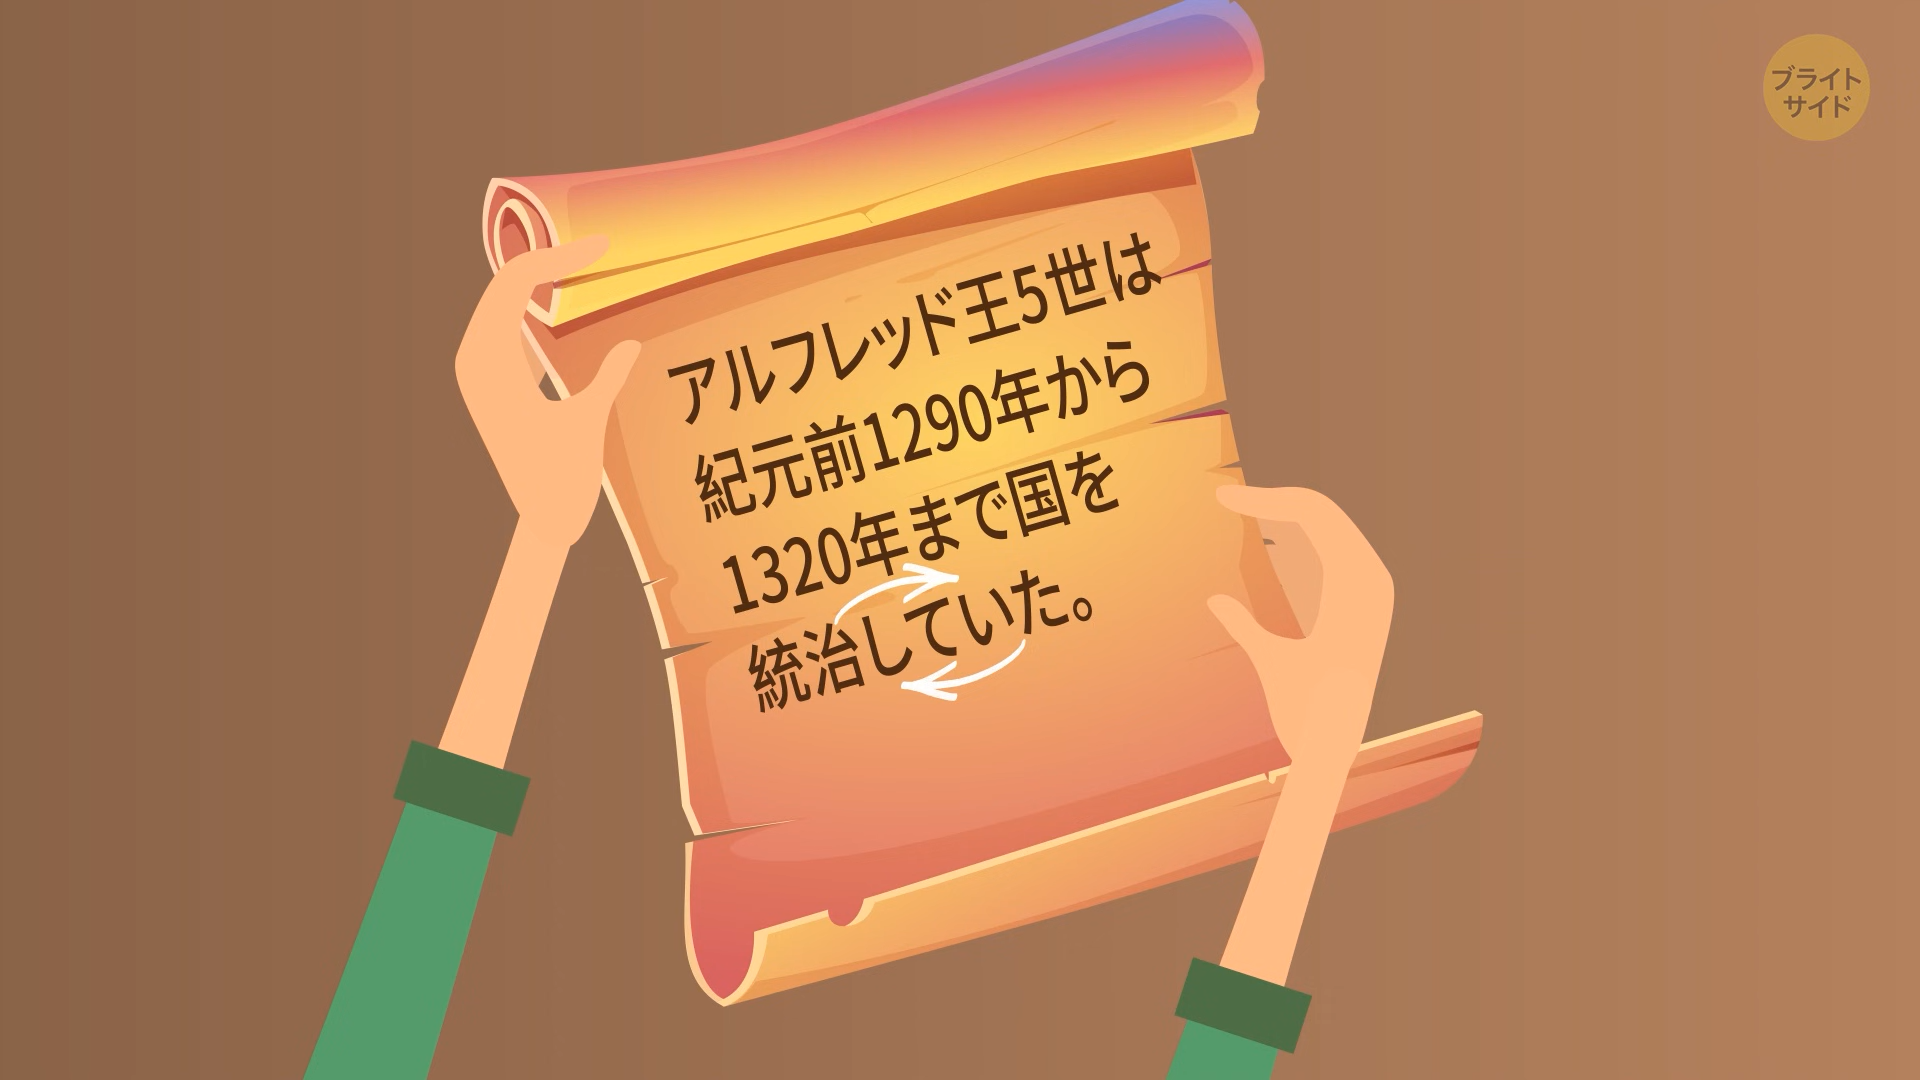 アルフレッド王5世は
紀元前1290年から
1320年まで国を
統治していた。
ブライト
サイド